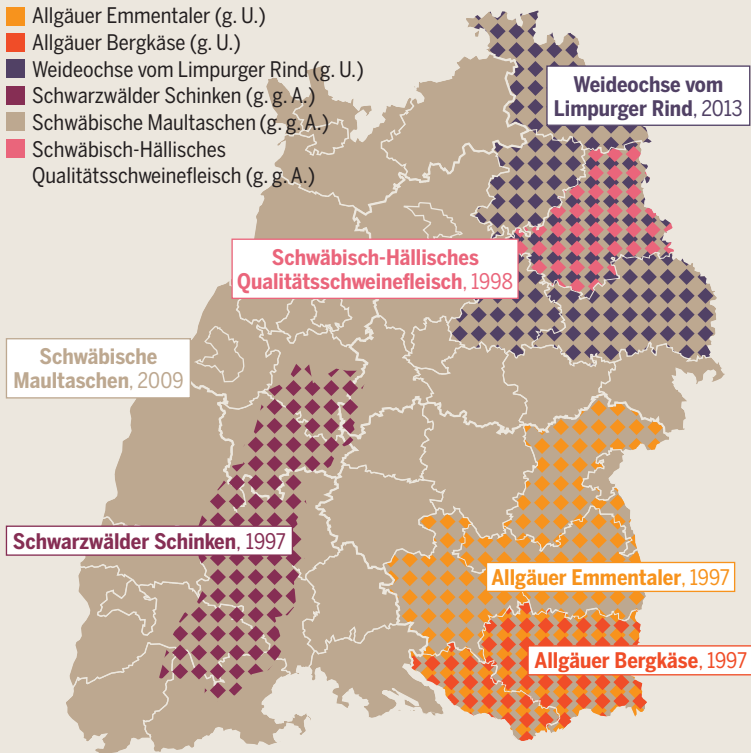 Allgäuer Emmentaler (g. U.)
Allgäuer Bergkäse (g. U.)
Weideochse vom Limpurger Rind (g. U.)
Schwarzwälder Schinken (g. g. A.)
Schwäbische Maultaschen (g. g. A.)
Schwäbisch-Hällisches
Qualitätsschweinefleisch (g. g. A.)
Weideochse vom
Limpurger Rind, 2013
Schwäbisch-Hällisches
Qualitätsschweinefleisch, 1998
Schwäbische
Maultaschen, 2009
Schwarzwälder Schinken, 1997
Allgäuer Emmentaler, 1997
Allgäuer Bergkäse, 1997